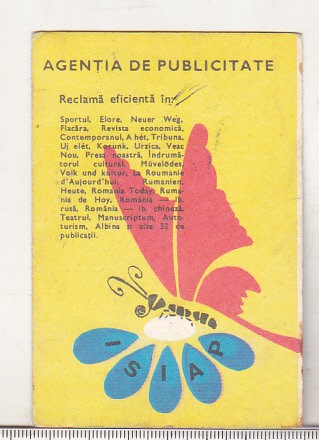 AGENȚIA DE PUBLICITATE
Reclamă eficientă în:
Sportul, Elore, Neuer Weg,
Flacăra, Revista economică,
Contemporanul, A hét, Tribuna,
Uj elét, Korunk, Urzica, Veac
Nou, Presa noastră, Îndrumă-
torul cultural, Müvelödes,
Volk und kultur, La Roumanie
d'Aujourd'hui, Rumanien
Heute, Romania Today, Ruma-
nia de Hoy, România — lb.
rusă, România — lb. chineză,
Teatrul, Manuscriptum, Auto-
turism, Albina și alte 32 de
publicații.
ISIAP